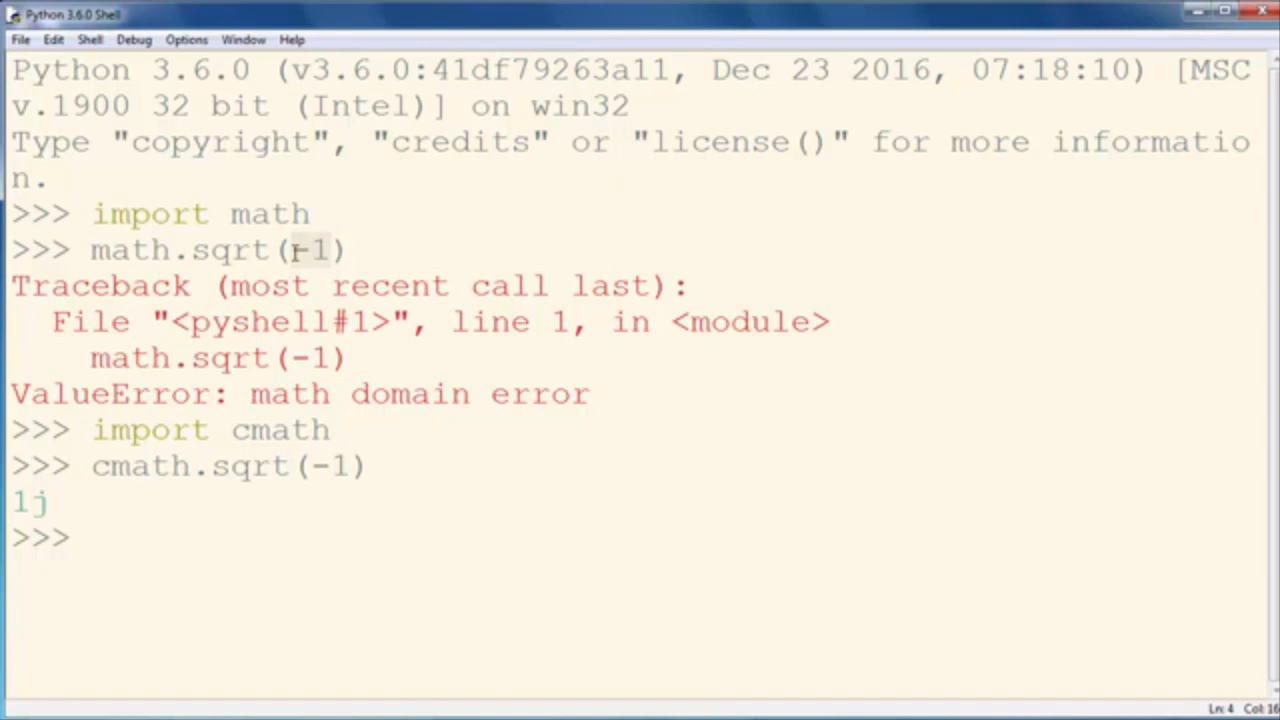 Python 3.6.0 Shell
File Edit Shell Debug Options Window Help
Python 3.6.0 (v3.6.0:41df79263a11, Dec 23 2016, 07:18:10) [MSC
v.1900 32 bit (Intel)] on win32
Type "copyright", "credits" or "license()" for more informatio
n.
>>> import math
>>> math.sqrt(-1)
Traceback (most recent call last):
  File "<pyshell#1>", line 1, in <module>
    math.sqrt(-1)
ValueError: math domain error
>>> import cmath
>>> cmath.sqrt(-1)
1j
>>>
Ln: 4 Col: 16